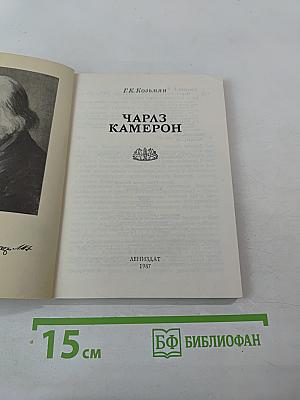 Г.К. Козьмян
ЧАРЛЗ
КАМЕРОН
ЛЕНИЗДАТ
1987
15 см
БФ БИБЛИОФАН